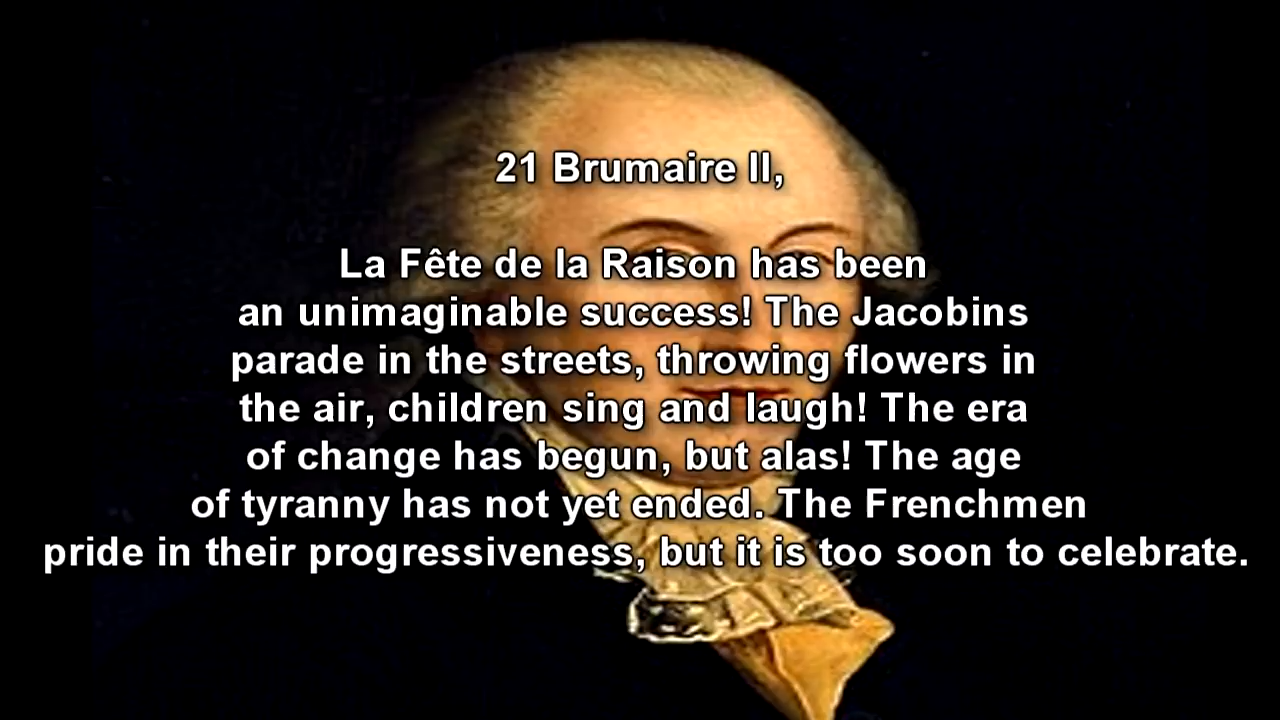 21 Brumaire II,
La Fête de la Raison has been
an unimaginable success! The Jacobins
parade in the streets, throwing flowers in
the air, children sing and laugh! The era
of change has begun, but alas! The age
of tyranny has not yet ended. The Frenchmen
pride in their progressiveness, but it is too soon to celebrate.